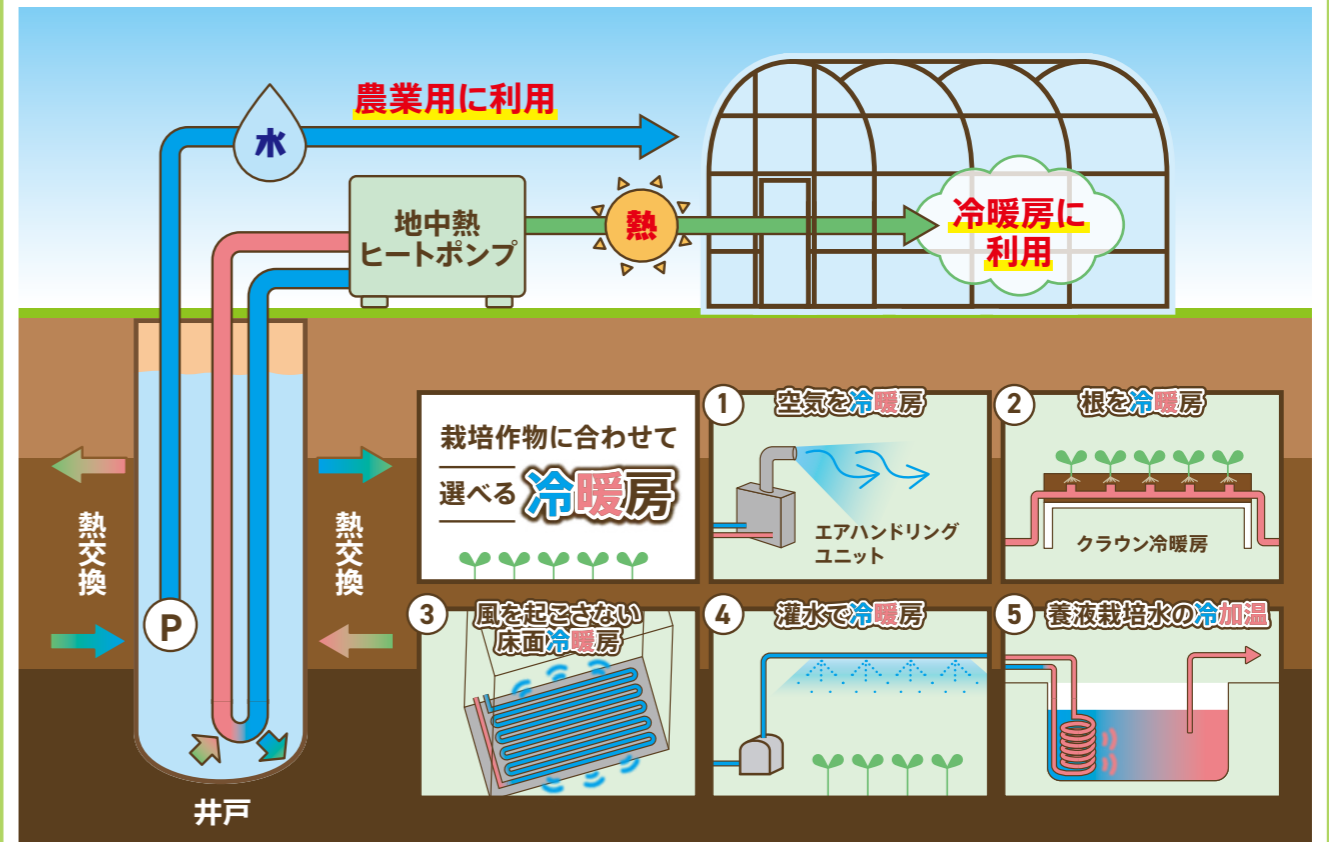 農業用に利用
水
地中熱
ヒートポンプ
熱
冷暖房に
利用
熱交換
熱交換
P
井戸
栽培作物に合わせて
選べる 冷暖房
1 空気を冷暖房
エアハンドリング
ユニット
2 根を冷暖房
クラウン冷暖房
3 風を起こさない
床面冷暖房
4 灌水で冷暖房
5 養液栽培水の冷加温